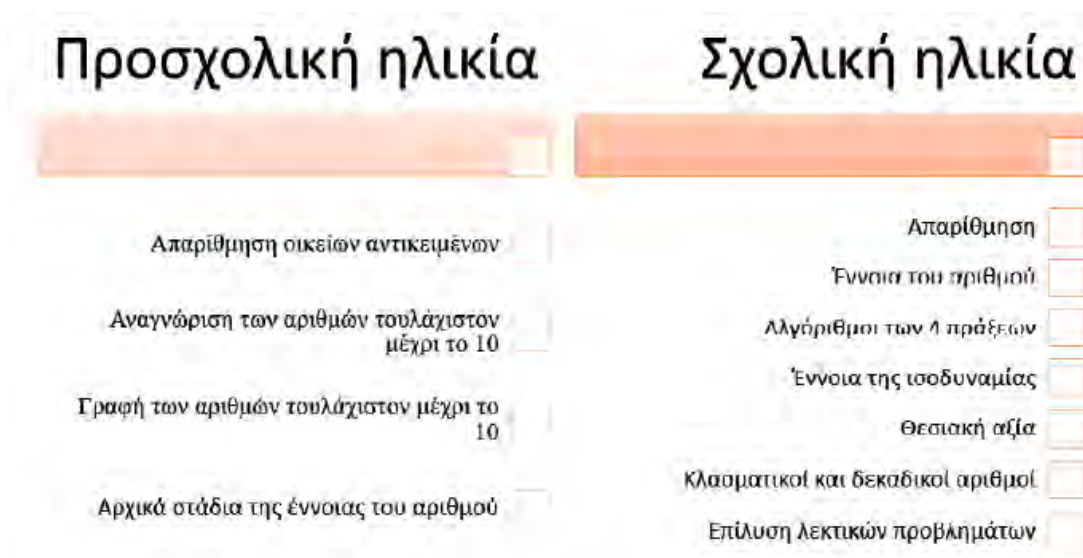 Προσχολική ηλικία
Απαρίθμηση οικείων αντικειμένων
Αναγνώριση των αριθμών τουλάχιστον
μέχρι το 10
Γραφή των αριθμών τουλάχιστον μέχρι το
10
Αρχικά στάδια της έννοιας του αριθμού
Σχολική ηλικία
Απαρίθμηση
Έννοια του αριθμού
Αλγόριθμοι των 4 πράξεων
Έννοια της ισοδυναμίας
Θεσιακή αξία
Κλασματικοί και δεκαδικοί αριθμοί
Επίλυση λεκτικών προβλημάτων